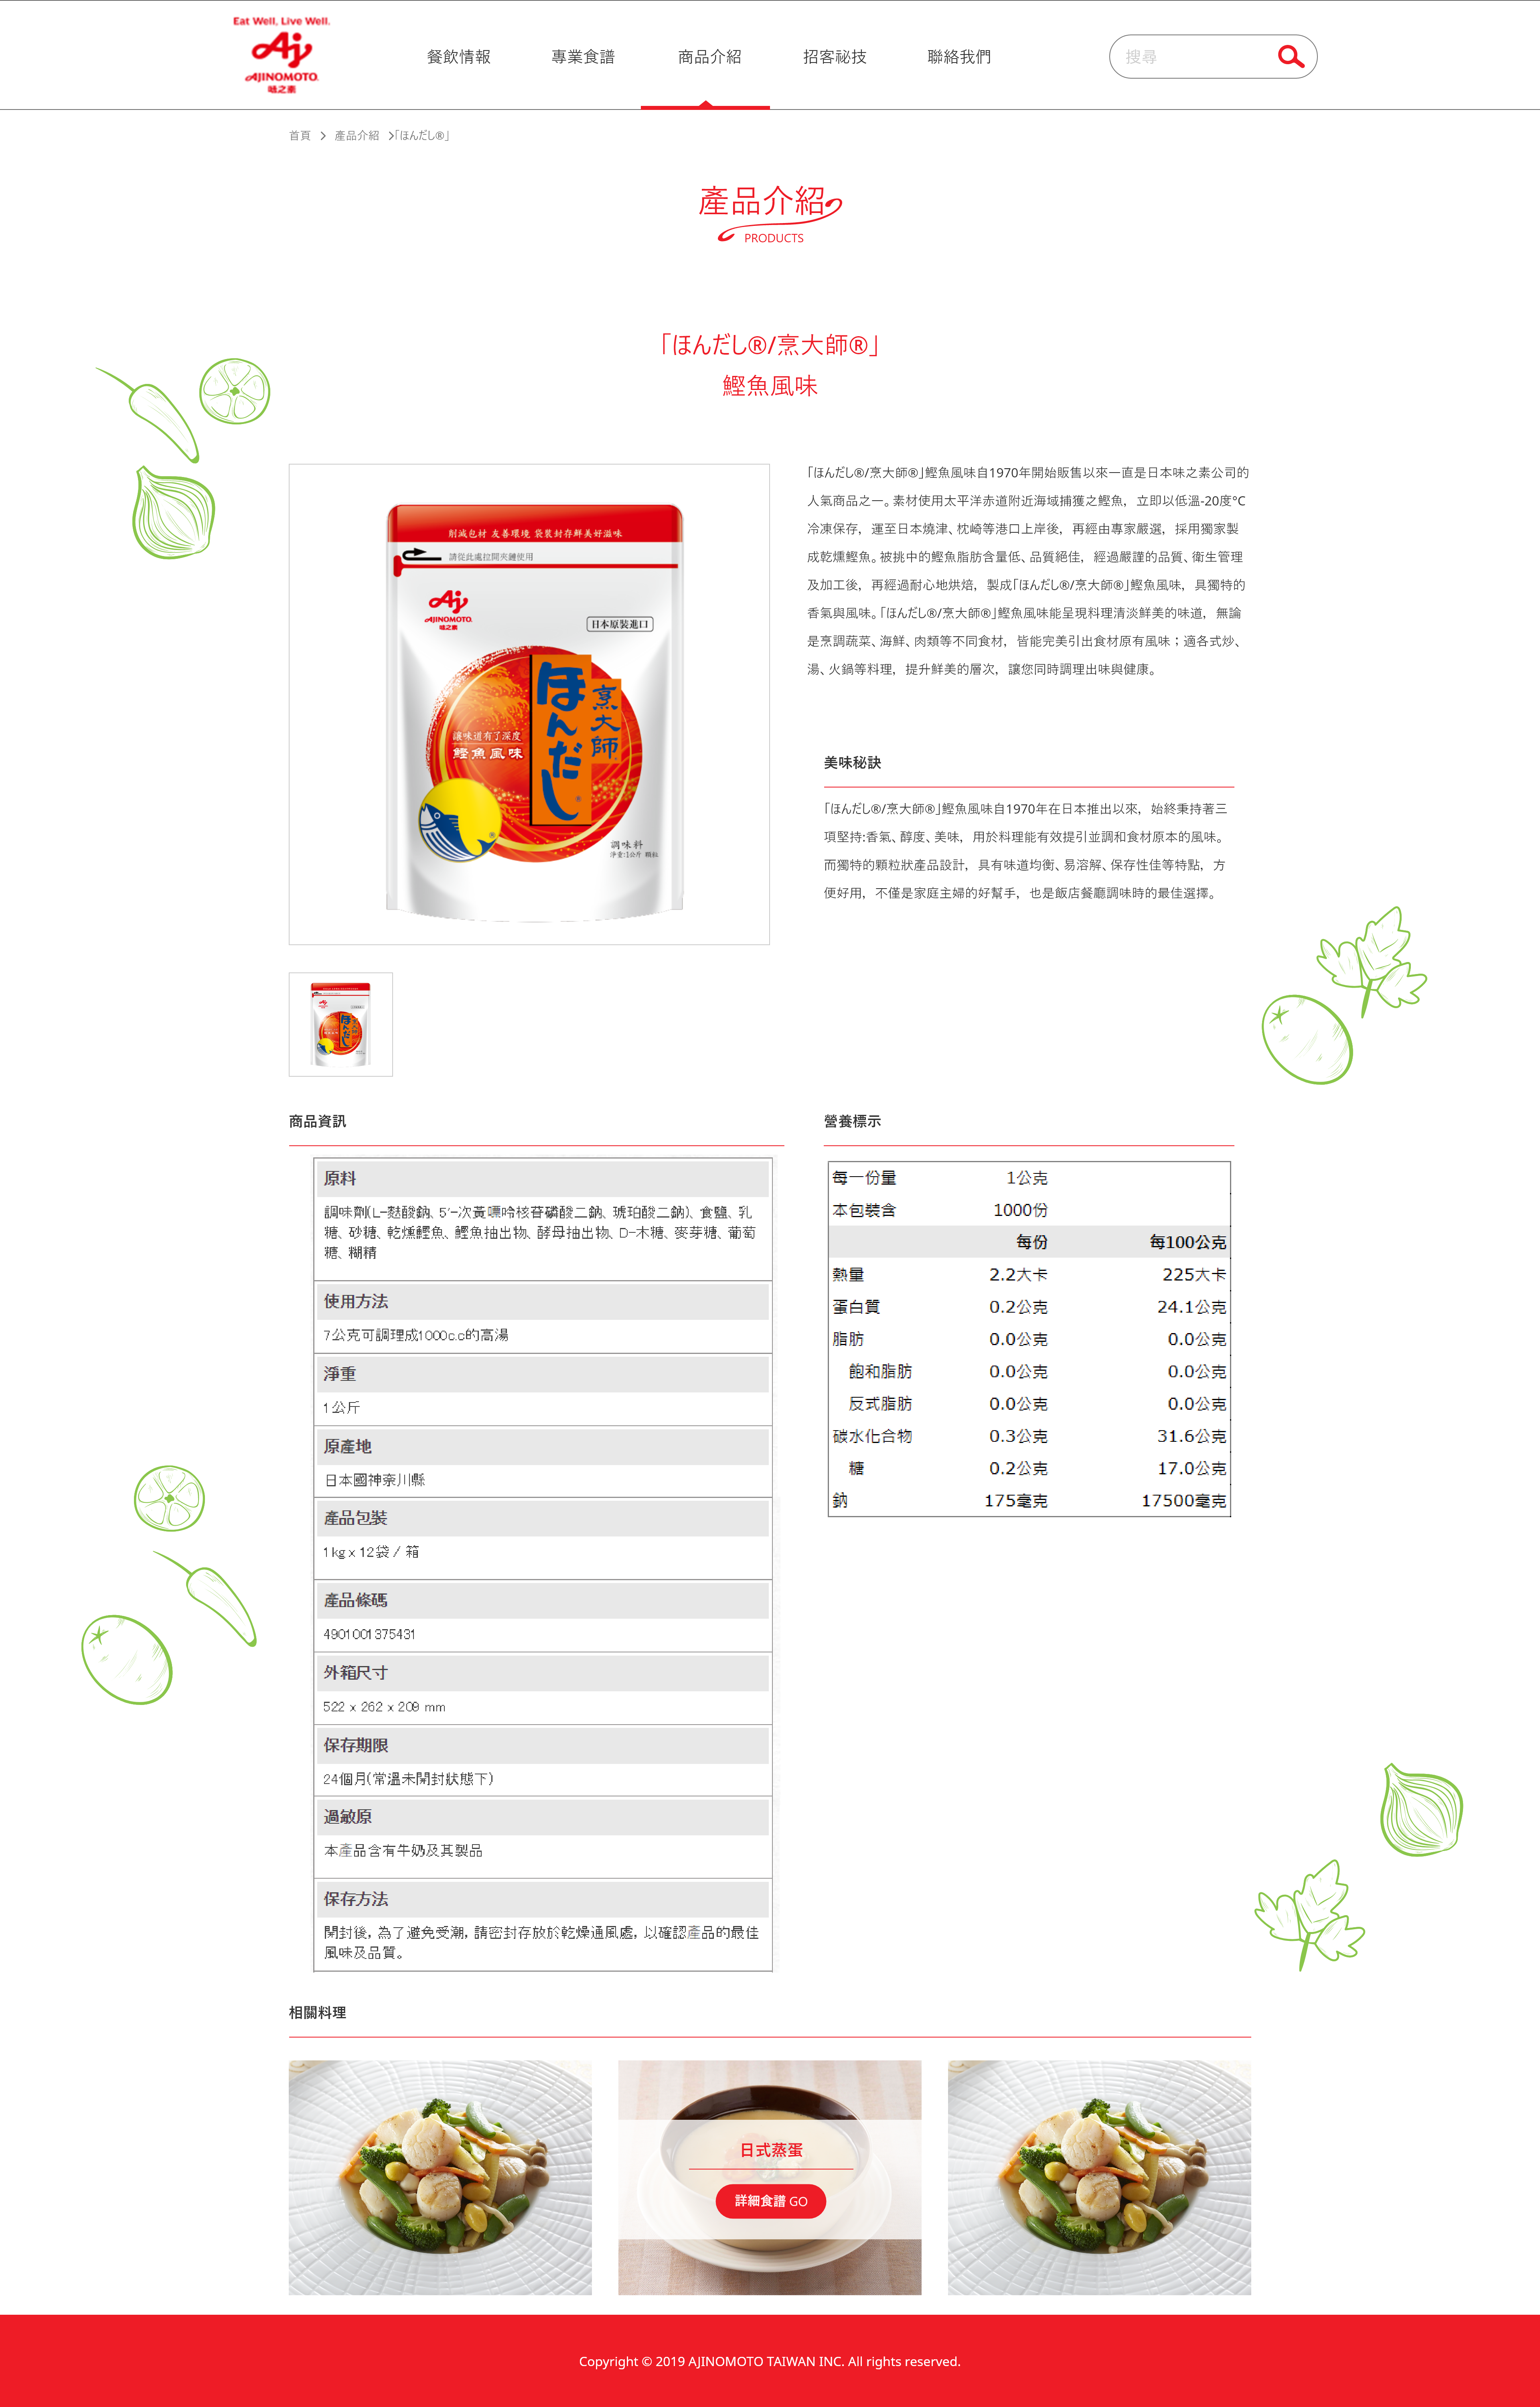 Eat Well, Live Well.
AJINOMOTO.
味之素
餐飲情報
專業食譜
商品介紹
招客祕技
聯絡我們
搜尋
首頁 > 產品介紹 >「ほんだし®」
產品介紹
PRODUCTS
「ほんだし®/烹大師®」
鰹魚風味
削減包材 友善環境 袋裝封存鮮美好滋味
請從此處拉開夾鏈使用
AJINOMOTO.
味之素
日本原裝進口
ほんだし®
烹大師
讓味道有了深度
鰹魚風味
調味料
淨重:1公斤 顆粒
「ほんだし®/烹大師®」鰹魚風味自1970年開始販售以來一直是日本味之素公司的
人氣商品之一。素材使用太平洋赤道附近海域捕獲之鰹魚，立即以低溫-20度°C
冷凍保存，運至日本燒津、枕崎等港口上岸後，再經由專家嚴選，採用獨家製
成乾燻鰹魚。被挑中的鰹魚脂肪含量低、品質絕佳，經過嚴謹的品質、衛生管理
及加工後，再經過耐心地烘焙，製成「ほんだし®/烹大師®」鰹魚風味，具獨特的
香氣與風味。「ほんだし®/烹大師®」鰹魚風味能呈現料理清淡鮮美的味道，無論
是烹調蔬菜、海鮮、肉類等不同食材，皆能完美引出食材原有風味；適各式炒、
湯、火鍋等料理，提升鮮美的層次，讓您同時調理出味與健康。
美味秘訣
「ほんだし®/烹大師®」鰹魚風味自1970年在日本推出以來，始終秉持著三
項堅持:香氣、醇度、美味，用於料理能有效提引並調和食材原本的風味。
而獨特的顆粒狀產品設計，具有味道均衡、易溶解、保存性佳等特點，方
便好用，不僅是家庭主婦的好幫手，也是飯店餐廳調味時的最佳選擇。
商品資訊
原料
調味劑(L-麩酸鈉、5'-次黃嘌呤核苷磷酸二鈉、琥珀酸二鈉)、食鹽、乳
糖、砂糖、乾燻鰹魚、鰹魚抽出物、酵母抽出物、D-木糖、麥芽糖、葡萄
糖、糊精
使用方法
7公克可調理成1000c.c的高湯
淨重
1公斤
原產地
日本國神奈川縣
產品包裝
1kg x 12袋 / 箱
產品條碼
4901001375431
外箱尺寸
522 x 262 x 209 mm
保存期限
24個月(常溫未開封狀態下)
過敏原
本產品含有牛奶及其製品
保存方法
開封後，為了避免受潮，請密封存放於乾燥通風處，以確認產品的最佳
風味及品質。
營養標示
每一份量 1公克
本包裝含 1000份
每份 每100公克
熱量 2.2大卡 225大卡
蛋白質 0.2公克 24.1公克
脂肪 0.0公克 0.0公克
飽和脂肪 0.0公克 0.0公克
反式脂肪 0.0公克 0.0公克
碳水化合物 0.3公克 31.6公克
糖 0.2公克 17.0公克
鈉 175毫克 17500毫克
相關料理
日式蒸蛋
詳細食譜 GO
Copyright © 2019 AJINOMOTO TAIWAN INC. All rights reserved.